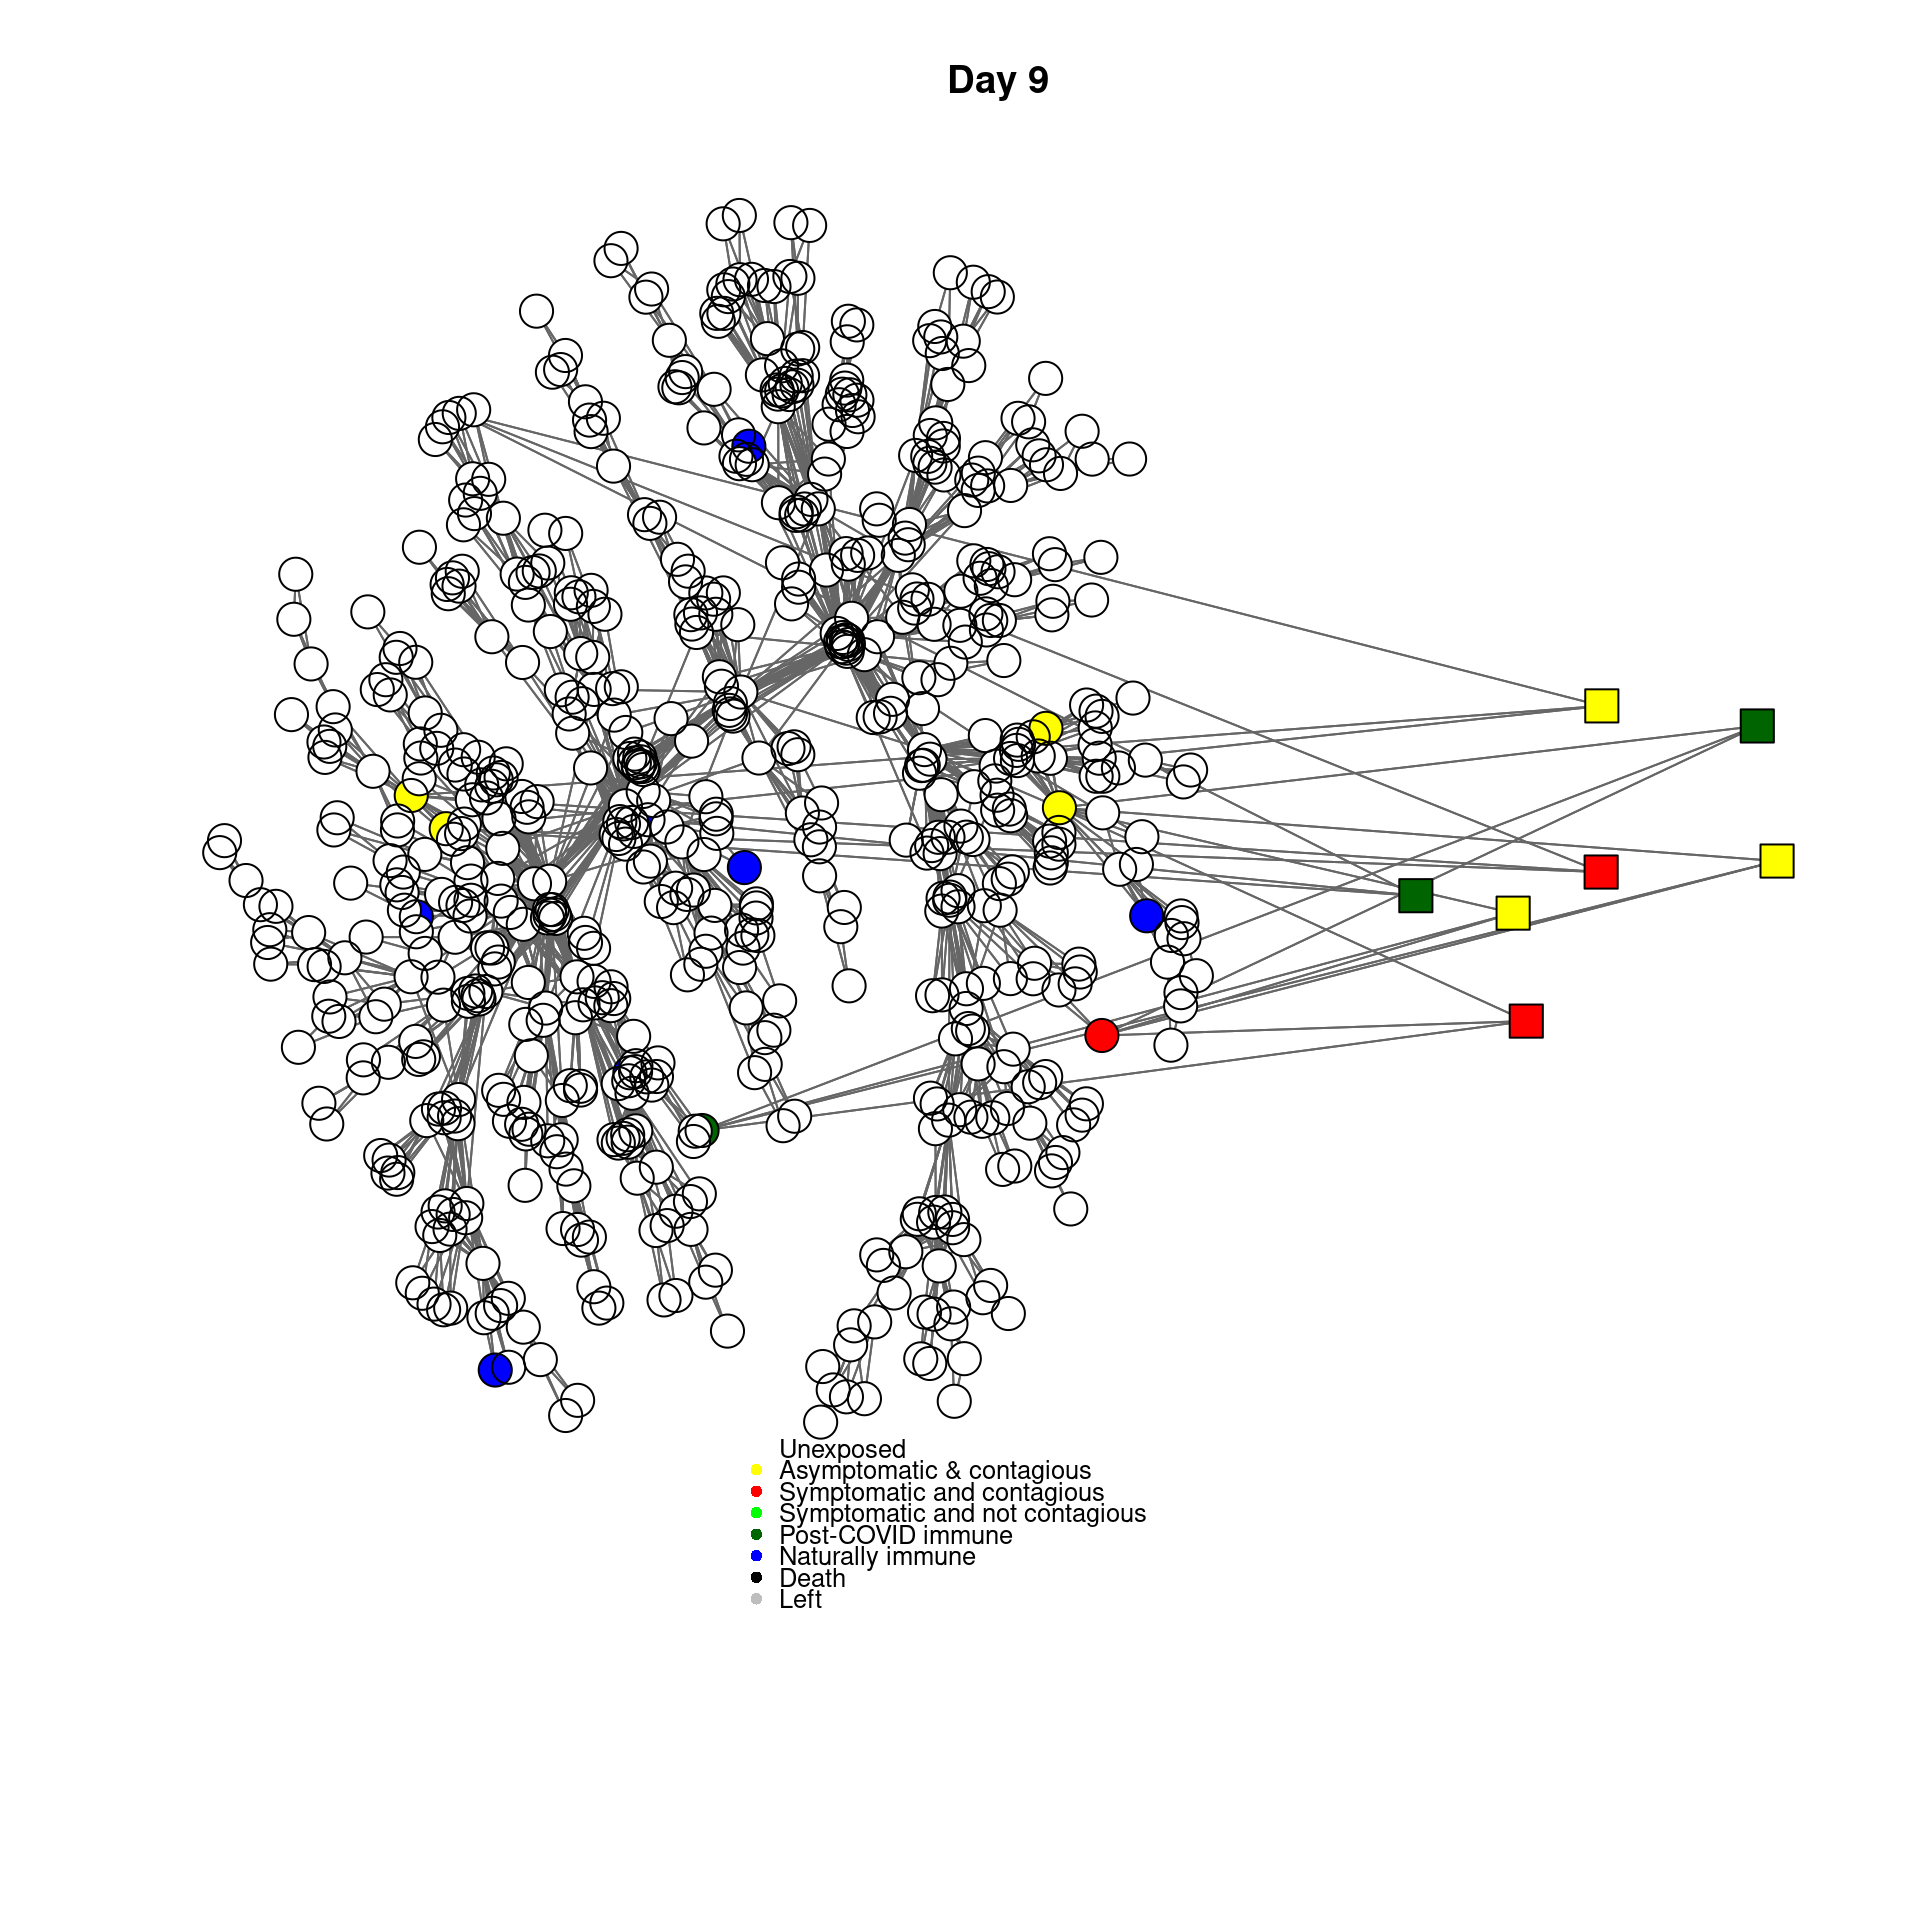 Day 9
Unexposed
Asymptomatic & contagious
Symptomatic and contagious
Symptomatic and not contagious
Post-COVID immune
Naturally immune
Death
Left